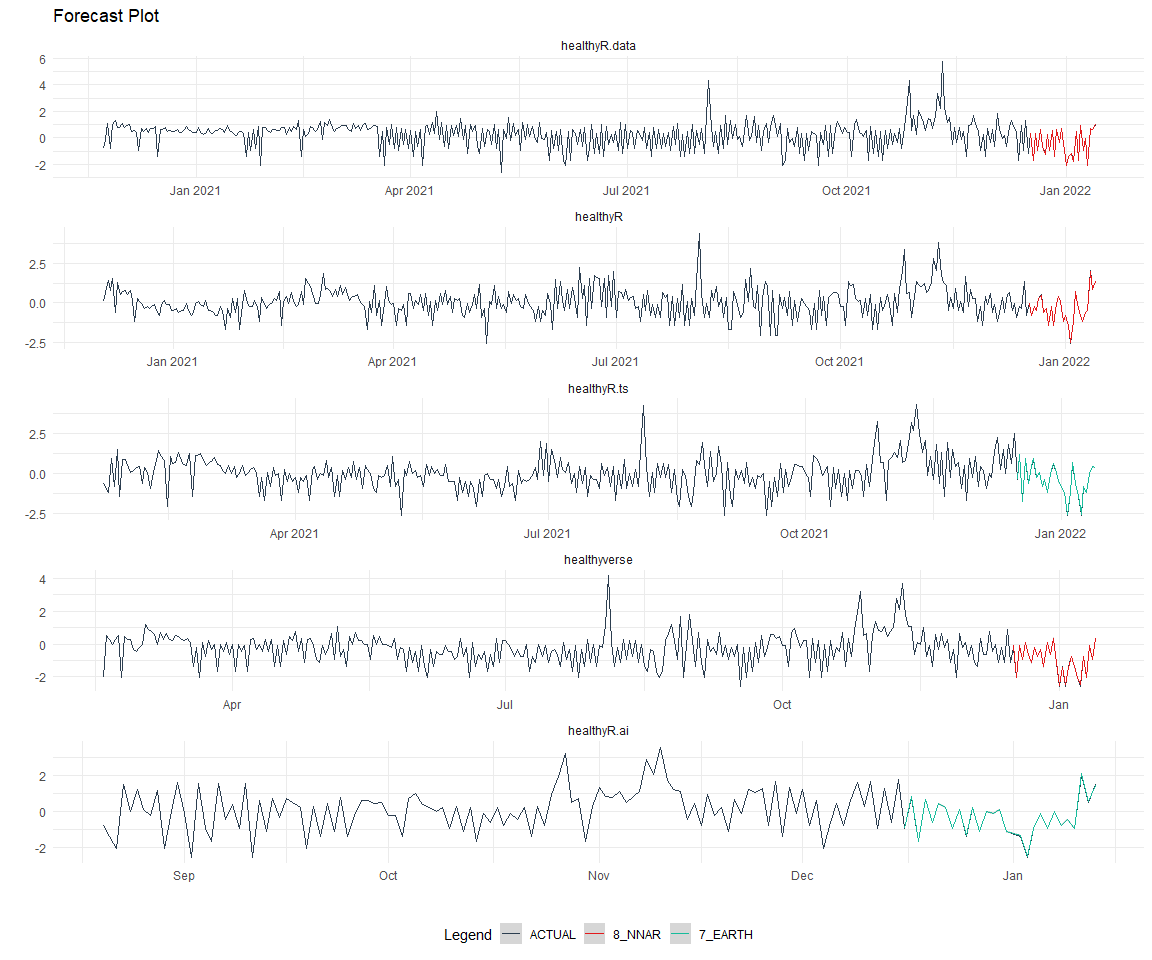 Forecast Plot
healthyR.data
6
4
2
0
-2
Jan 2021 Apr 2021 Jul 2021 Oct 2021 Jan 2022
healthyR
2.5
0.0
-2.5
Jan 2021 Apr 2021 Jul 2021 Oct 2021 Jan 2022
healthyR.ts
2.5
0.0
-2.5
Apr 2021 Jul 2021 Oct 2021 Jan 2022
healthyverse
4
2
0
-2
Apr Jul Oct Jan
healthyR.ai
2
0
-2
Sep Oct Nov Dec Jan
Legend ACTUAL 8_NNAR 7_EARTH